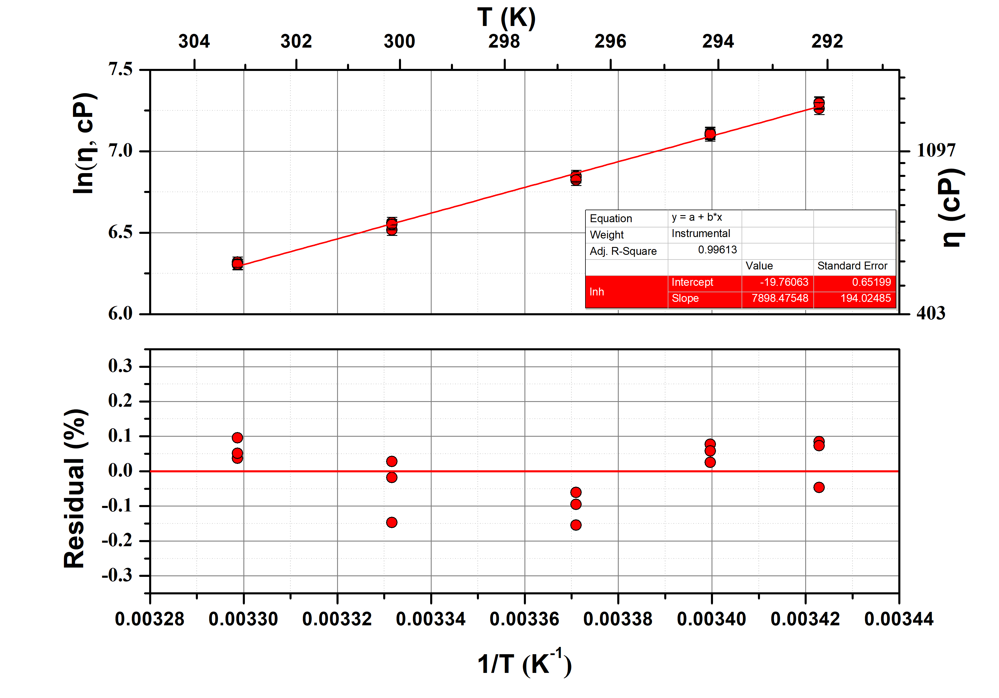 T (K)
304 302 300 298 296 294 292
7.5
7.0
6.5
6.0
ln(η, cP)
1097
403
η (cP)
Equation y = a + b*x
Weight Instrumental
Adj. R-Square 0.99613
Value Standard Error
lnh Intercept -19.76063 0.65199
Slope 7898.47548 194.02485
0.3
0.2
0.1
0.0
-0.1
-0.2
-0.3
Residual (%)
0.00328 0.00330 0.00332 0.00334 0.00336 0.00338 0.00340 0.00342 0.00344
1/T (K⁻¹)